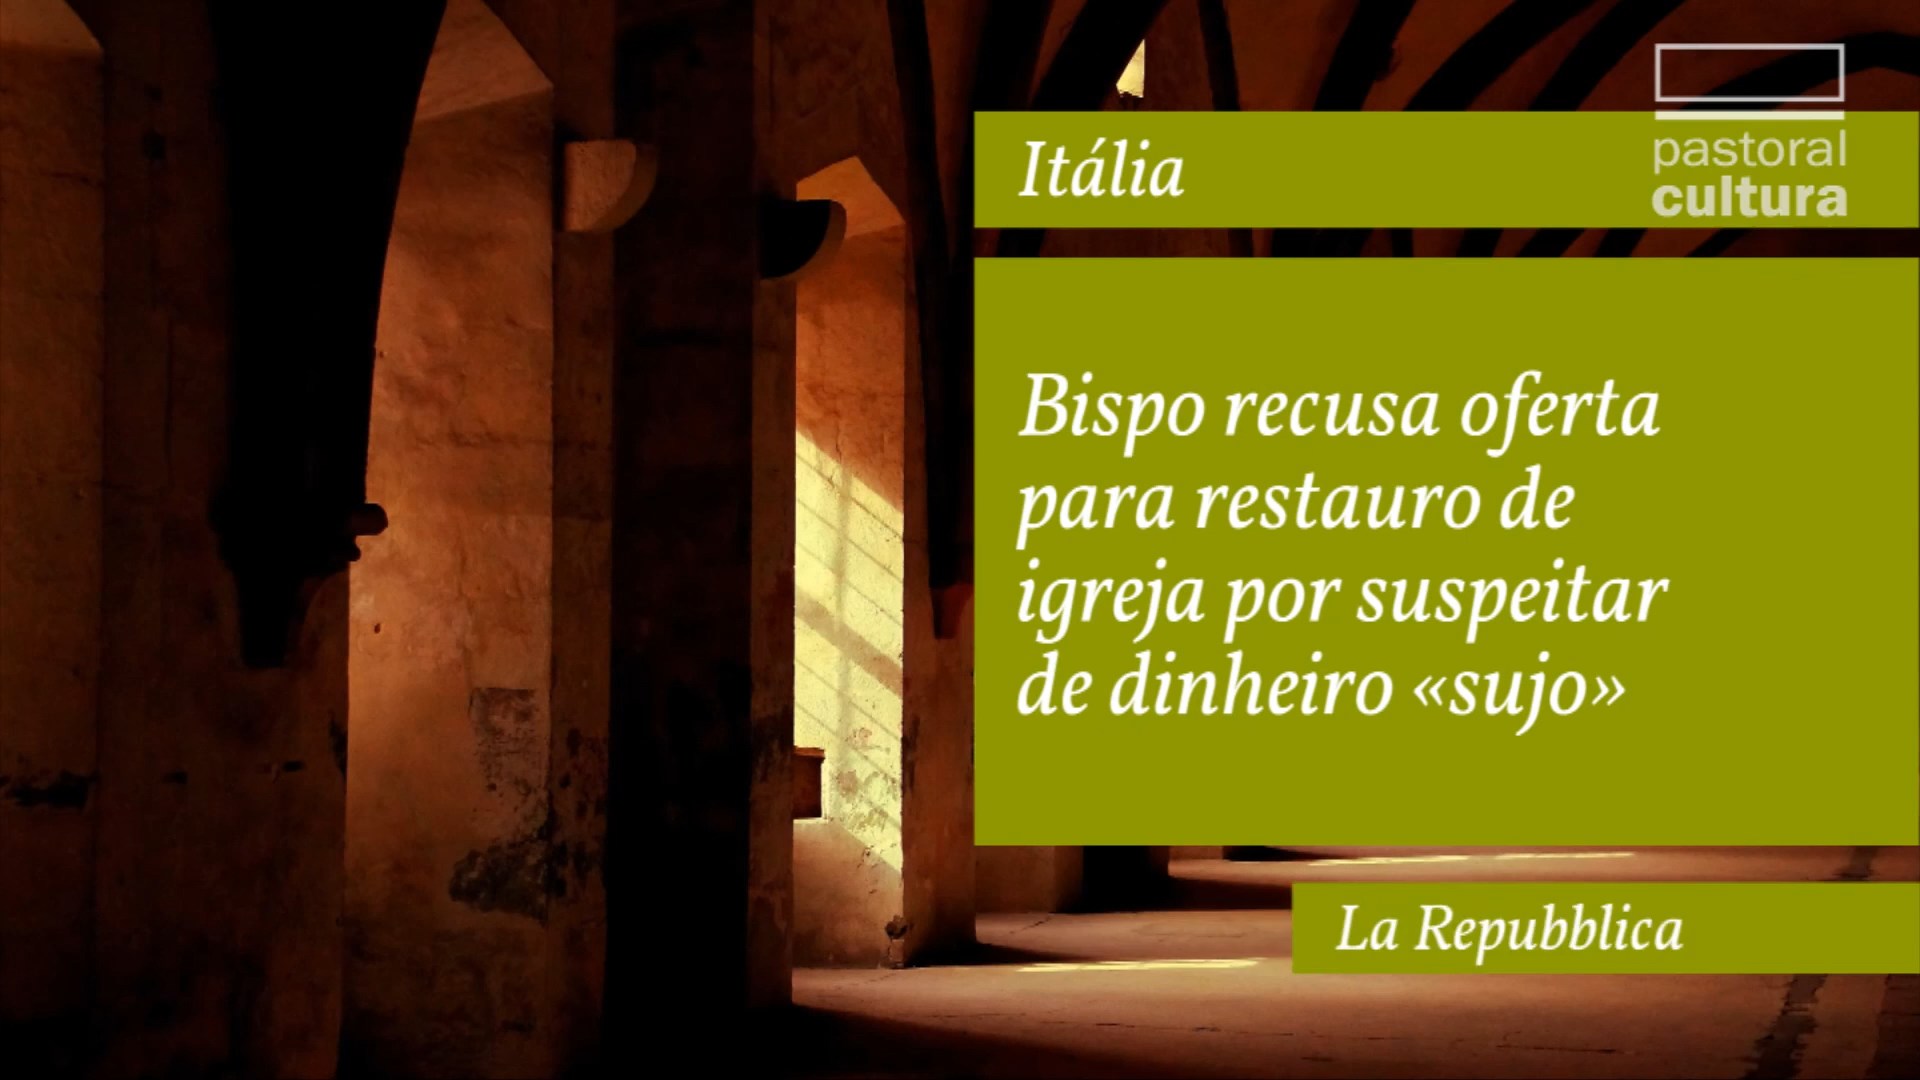 Itália
pastoral
cultura
Bispo recusa oferta
para restauro de
igreja por suspeitar
de dinheiro «sujo»
La Repubblica